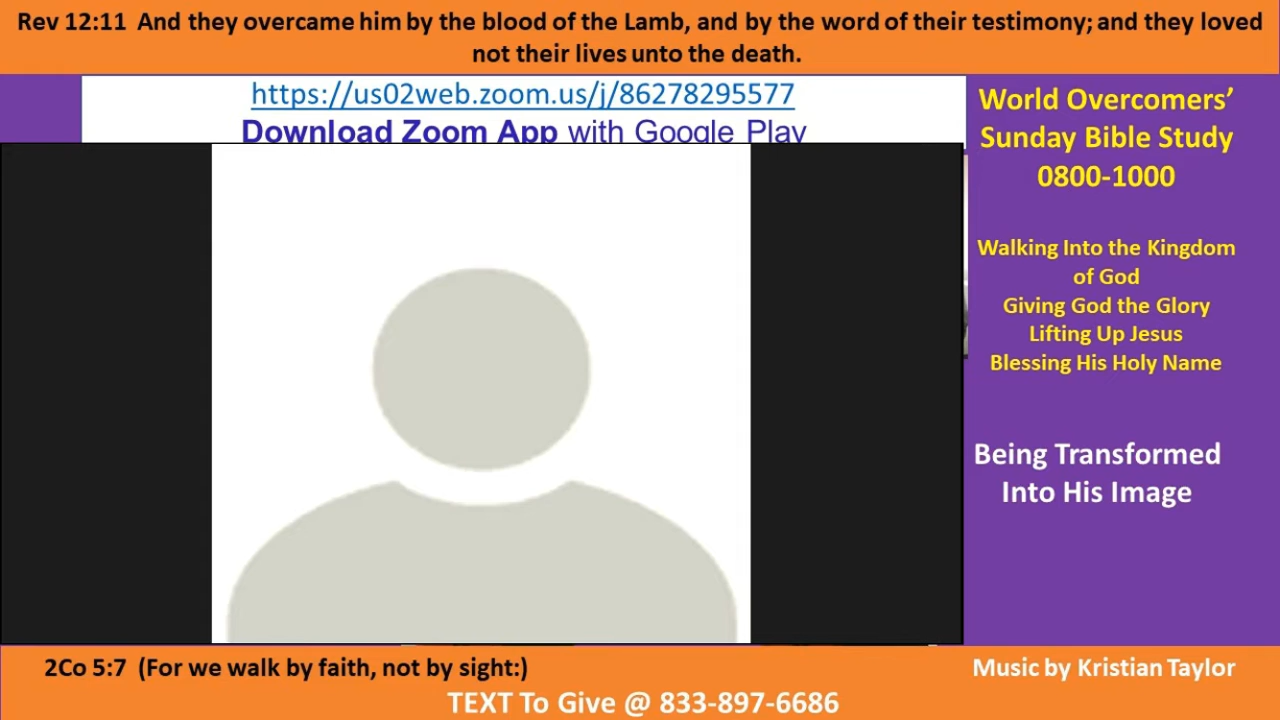 Rev 12:11  And they overcame him by the blood of the Lamb, and by the word of their testimony; and they loved
not their lives unto the death.
https://us02web.zoom.us/j/86278295577
Download Zoom App with Google Play
World Overcomers’
Sunday Bible Study
0800-1000
Walking Into the Kingdom
of God
Giving God the Glory
Lifting Up Jesus
Blessing His Holy Name
Being Transformed
Into His Image
2Co 5:7  (For we walk by faith, not by sight:)
Music by Kristian Taylor
TEXT To Give @ 833-897-6686